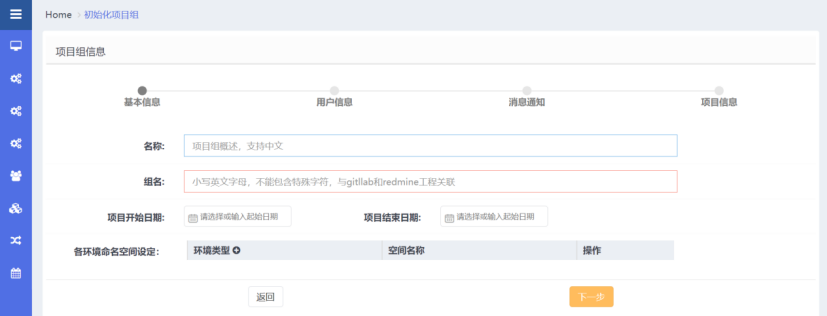 Home > 初始化项目组
项目组信息
基本信息 用户信息 消息通知 项目信息
名称: 项目组概述，支持中文
组名: 小写英文字母，不能包含特殊字符，与gitllab和redmine工程关联
项目开始日期: 请选择或输入起始日期 项目结束日期: 请选择或输入起始日期
各环境命名空间设定: 环境类型 空间名称 操作
返回 下一步